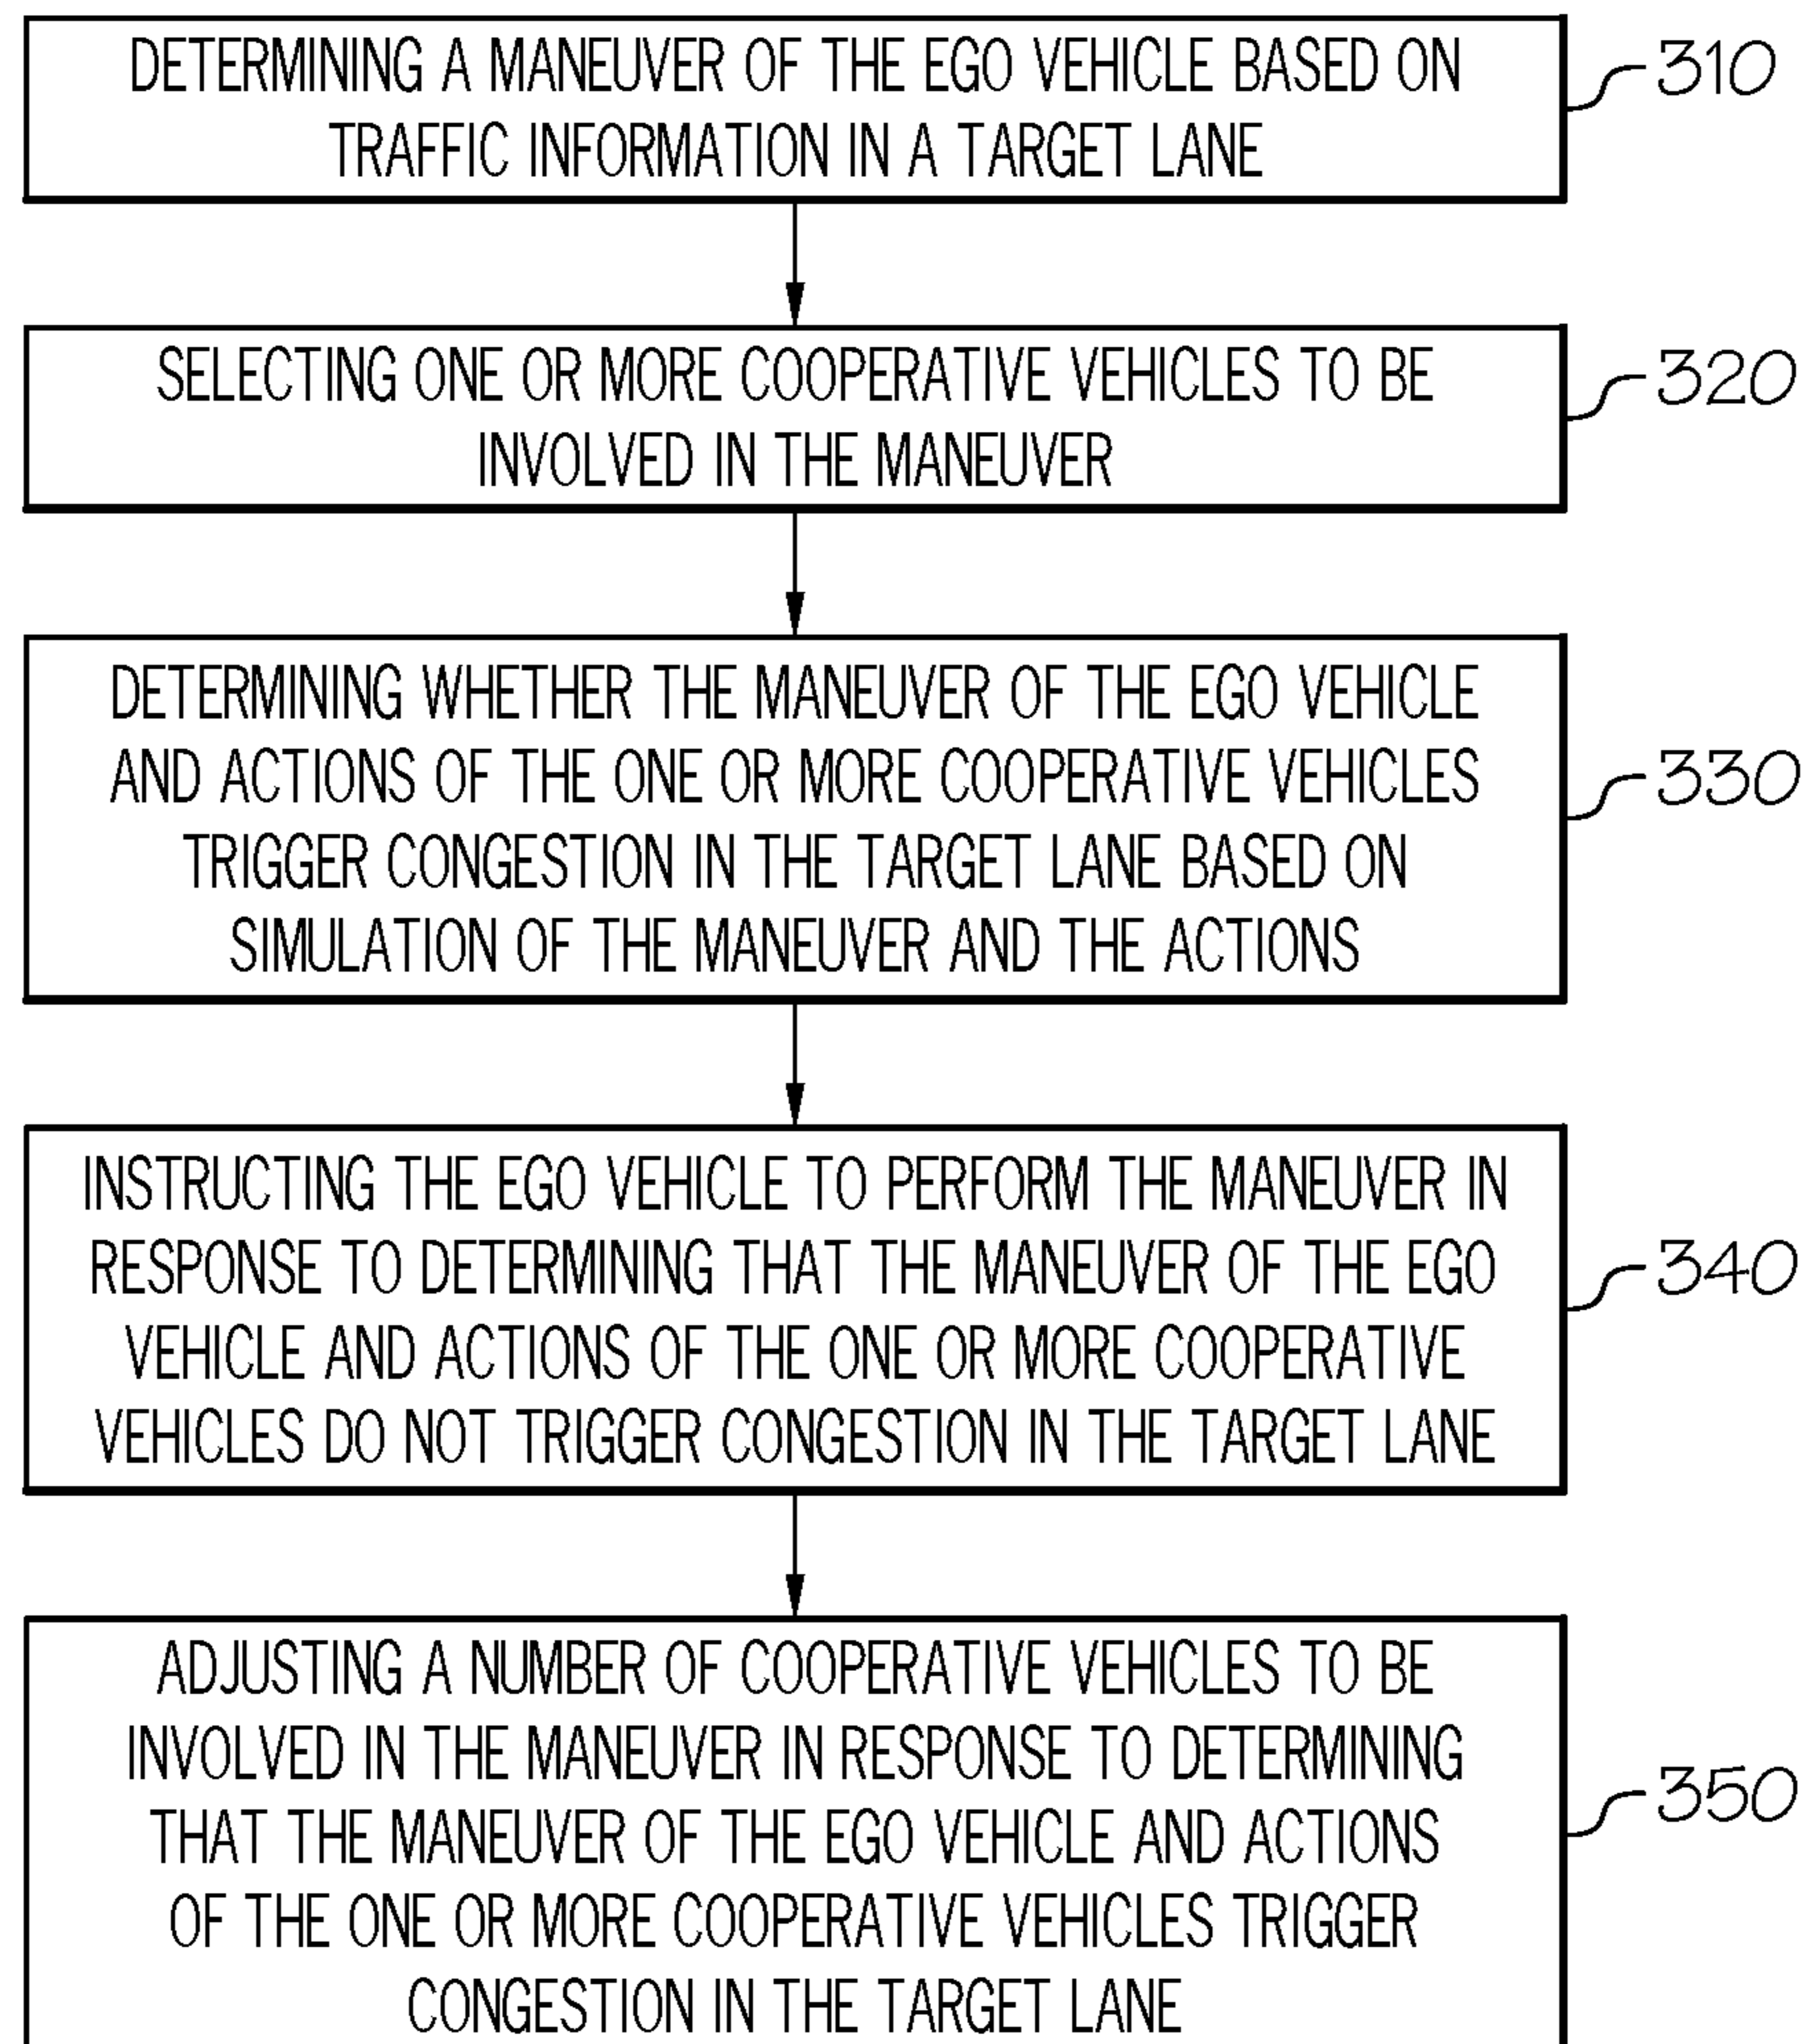 DETERMINING A MANEUVER OF THE EGO VEHICLE BASED ON
TRAFFIC INFORMATION IN A TARGET LANE
310
SELECTING ONE OR MORE COOPERATIVE VEHICLES TO BE
INVOLVED IN THE MANEUVER
320
DETERMINING WHETHER THE MANEUVER OF THE EGO VEHICLE
AND ACTIONS OF THE ONE OR MORE COOPERATIVE VEHICLES
TRIGGER CONGESTION IN THE TARGET LANE BASED ON
SIMULATION OF THE MANEUVER AND THE ACTIONS
330
INSTRUCTING THE EGO VEHICLE TO PERFORM THE MANEUVER IN
RESPONSE TO DETERMINING THAT THE MANEUVER OF THE EGO
VEHICLE AND ACTIONS OF THE ONE OR MORE COOPERATIVE
VEHICLES DO NOT TRIGGER CONGESTION IN THE TARGET LANE
340
ADJUSTING A NUMBER OF COOPERATIVE VEHICLES TO BE
INVOLVED IN THE MANEUVER IN RESPONSE TO DETERMINING
THAT THE MANEUVER OF THE EGO VEHICLE AND ACTIONS
OF THE ONE OR MORE COOPERATIVE VEHICLES TRIGGER
CONGESTION IN THE TARGET LANE
350